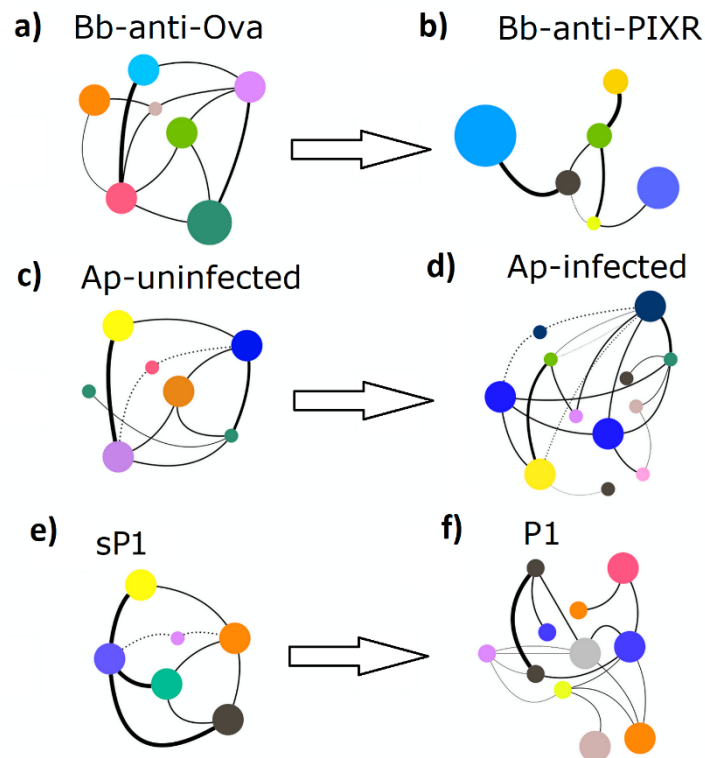 a) Bb-anti-Ova
b) Bb-anti-PIXR
c) Ap-uninfected
d) Ap-infected
e) sP1
f) P1